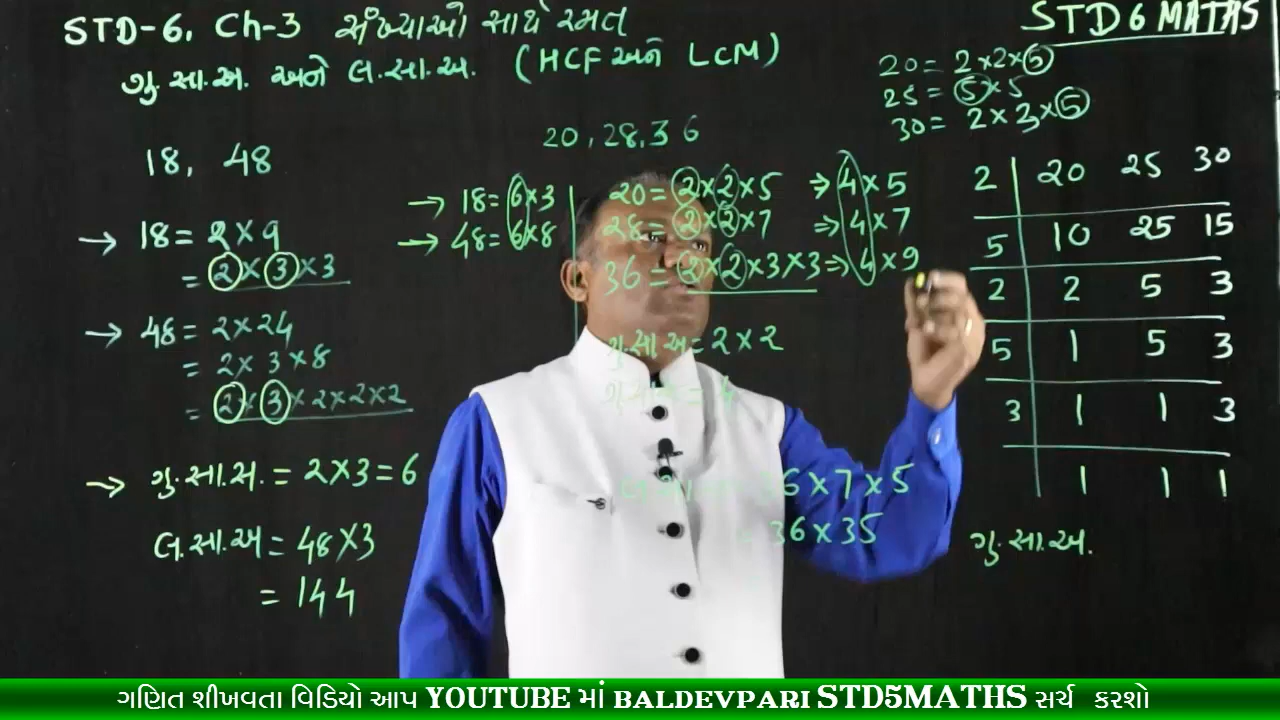 STD-6. Ch-3 સંખ્યાઓ સાથે રમત
ગુ.સા.અ. અને લ.સા.અ. (HCF અને LCM)
STD 6 MATHS
20 = 2×2×5
25 = 5×5
30 = 2×3×5
18, 48
→ 18 = 2×9
= 2×3×3
→ 48 = 2×24
= 2×3×8
= 2×3×2×2×2
→ ગુ.સા.અ. = 2×3=6
લ.સા.અ = 48×3
= 144
→ 18=6×3
→ 48=6×8
20,28,36
20=2×2×5 ⇒ 4×5
28=2×2×7 ⇒ 4×7
36=2×2×3×3 ⇒ 4×9
ગુ.સા.અ = 2×2
ગુ.સા.અ = 4
= 36×7×5
= 36×35
2 20 25 30
5 10 25 15
2 2 5 3
5 1 5 3
3 1 1 3
1 1 1
ગુ.સા.અ.
ગણિત શીખવતા વિડિયો આપ YOUTUBE માં BALDEVPARI STD5MATHS સર્ચ કરશો